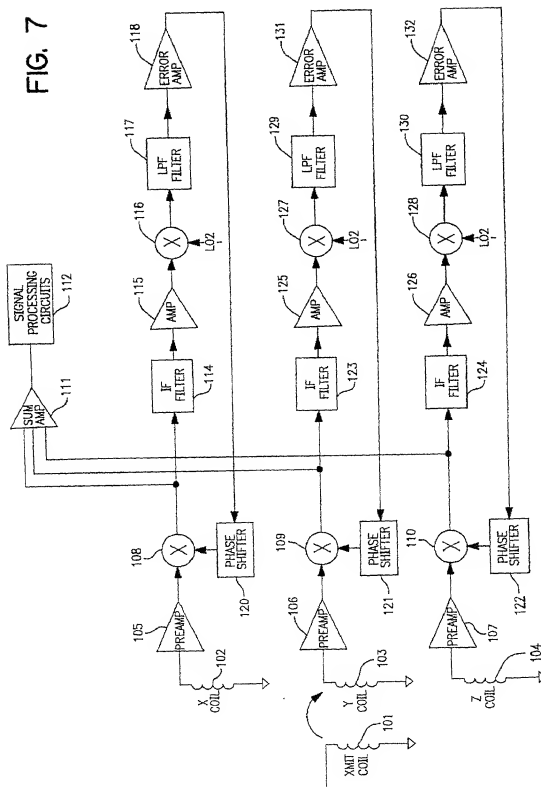 FIG. 7
SIGNAL
PROCESSING
CIRCUITS
112
SUM
AMP
111
X
COIL
102
PREAMP
105
X
108
PHASE
SHIFTER
120
IF
FILTER
114
AMP
115
X
116
LO2
LPF
FILTER
117
ERROR
AMP
118
XMIT
COIL
101
Y
COIL
103
PREAMP
106
X
109
PHASE
SHIFTER
121
IF
FILTER
123
AMP
125
X
127
LO2
LPF
FILTER
129
ERROR
AMP
131
Z
COIL
104
PREAMP
107
X
110
PHASE
SHIFTER
122
IF
FILTER
124
AMP
126
X
128
LO2
LPF
FILTER
130
ERROR
AMP
132